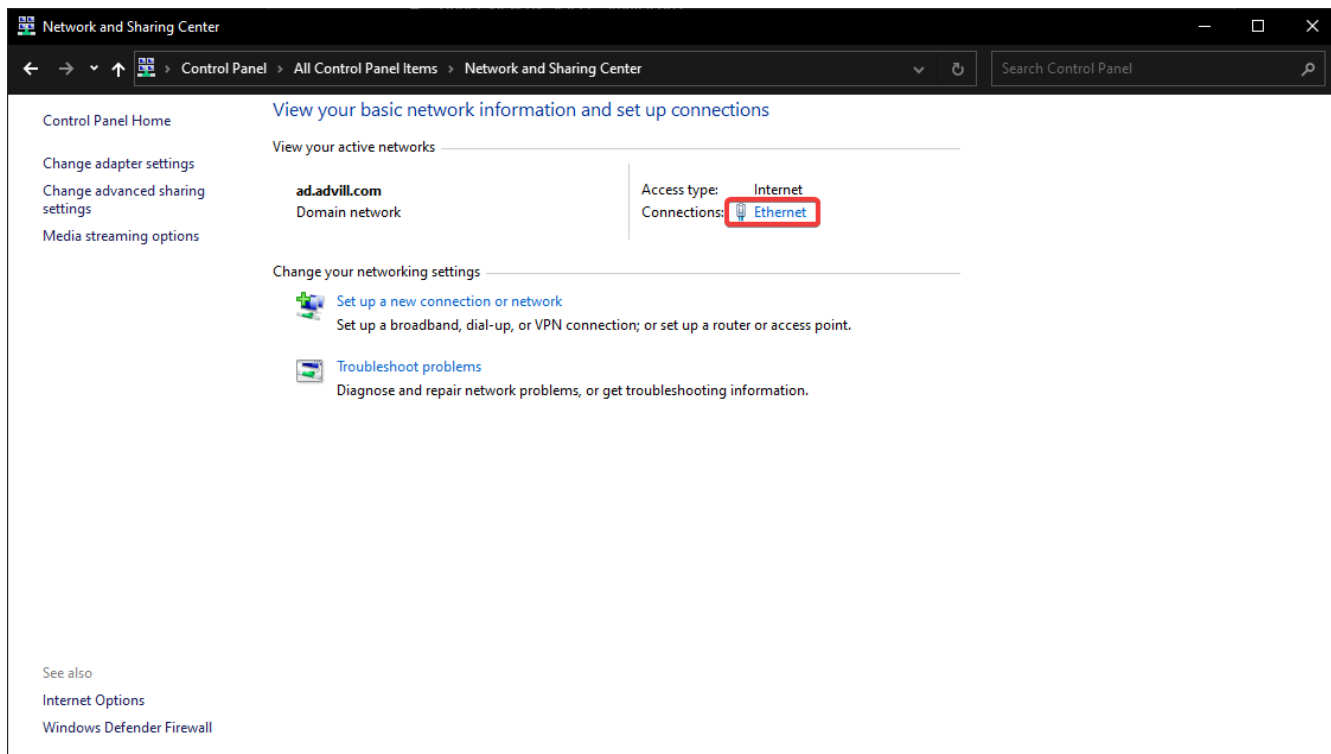 Network and Sharing Center
Control Panel > All Control Panel Items > Network and Sharing Center
Search Control Panel
Control Panel Home
Change adapter settings
Change advanced sharing
settings
Media streaming options
View your basic network information and set up connections
View your active networks
ad.advill.com
Domain network
Access type: Internet
Connections: Ethernet
Change your networking settings
Set up a new connection or network
Set up a broadband, dial-up, or VPN connection; or set up a router or access point.
Troubleshoot problems
Diagnose and repair network problems, or get troubleshooting information.
See also
Internet Options
Windows Defender Firewall